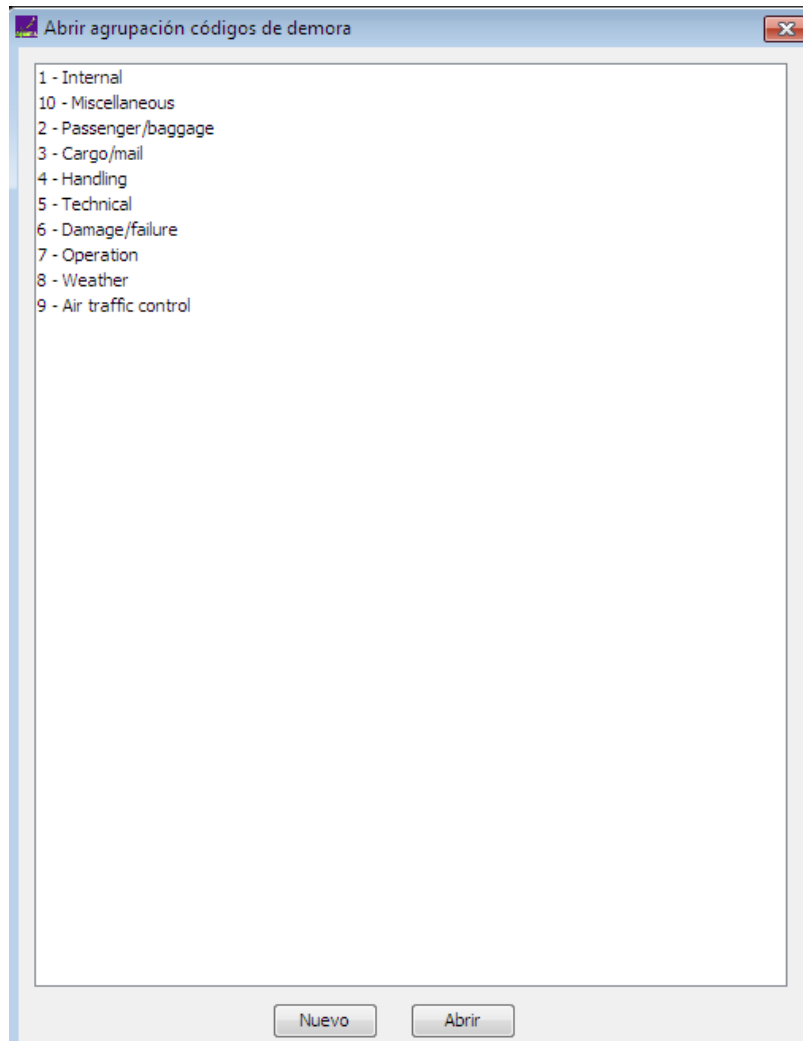 Abrir agrupación códigos de demora
1 - Internal
10 - Miscellaneous
2 - Passenger/baggage
3 - Cargo/mail
4 - Handling
5 - Technical
6 - Damage/failure
7 - Operation
8 - Weather
9 - Air traffic control
Nuevo Abrir